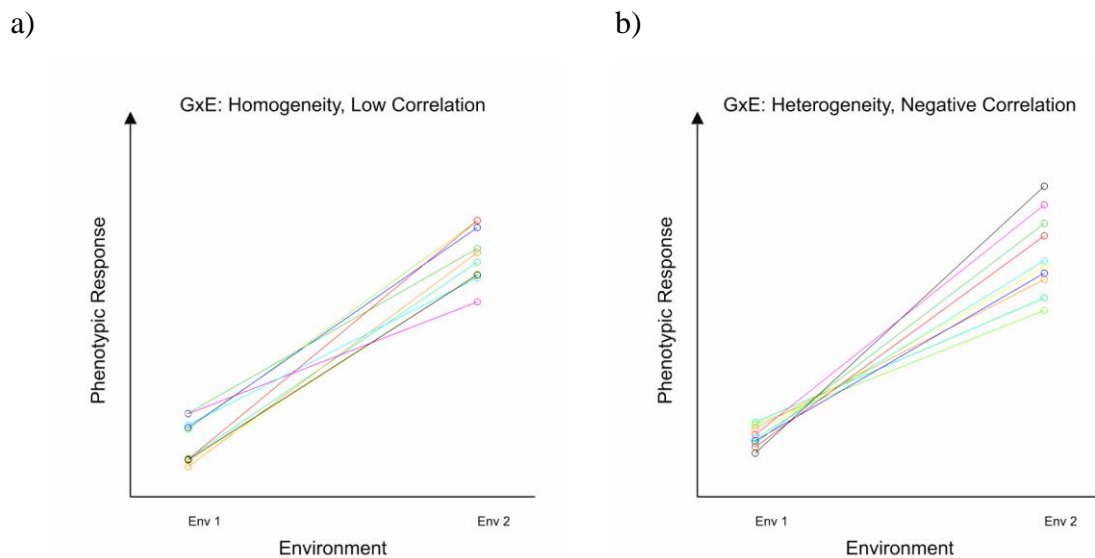 a)
GxE: Homogeneity, Low Correlation
Phenotypic Response
Env 1
Env 2
Environment
b)
GxE: Heterogeneity, Negative Correlation
Phenotypic Response
Env 1
Env 2
Environment